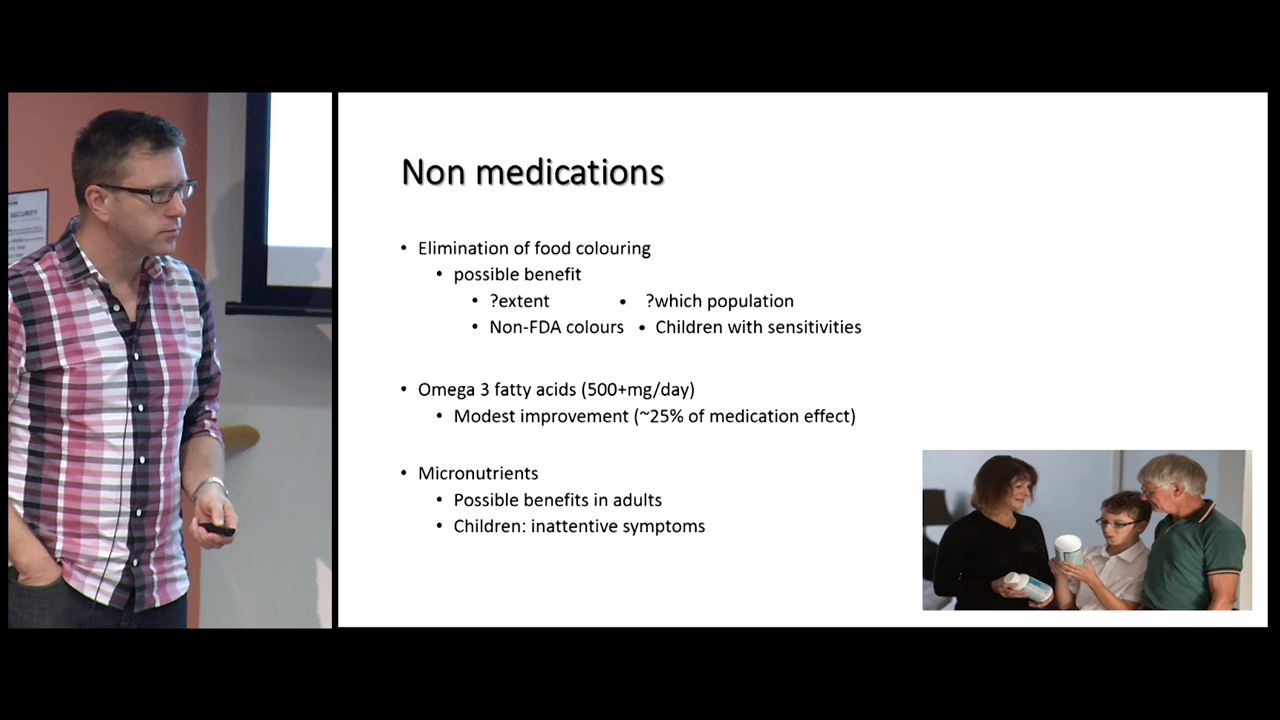 SECURITY
Non medications
• Elimination of food colouring
• possible benefit
• ?extent • ?which population
• Non-FDA colours • Children with sensitivities
• Omega 3 fatty acids (500+mg/day)
• Modest improvement (~25% of medication effect)
• Micronutrients
• Possible benefits in adults
• Children: inattentive symptoms